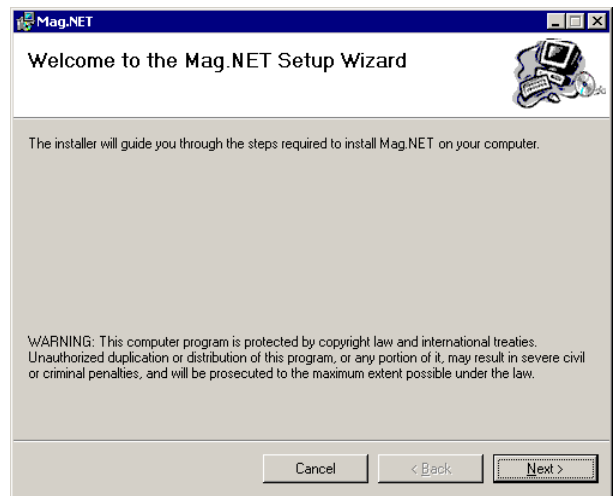 Mag.NET
Welcome to the Mag.NET Setup Wizard
The installer will guide you through the steps required to install Mag.NET on your computer.
WARNING: This computer program is protected by copyright law and international treaties.
Unauthorized duplication or distribution of this program, or any portion of it, may result in severe civil
or criminal penalties, and will be prosecuted to the maximum extent possible under the law.
Cancel
< Back
Next >